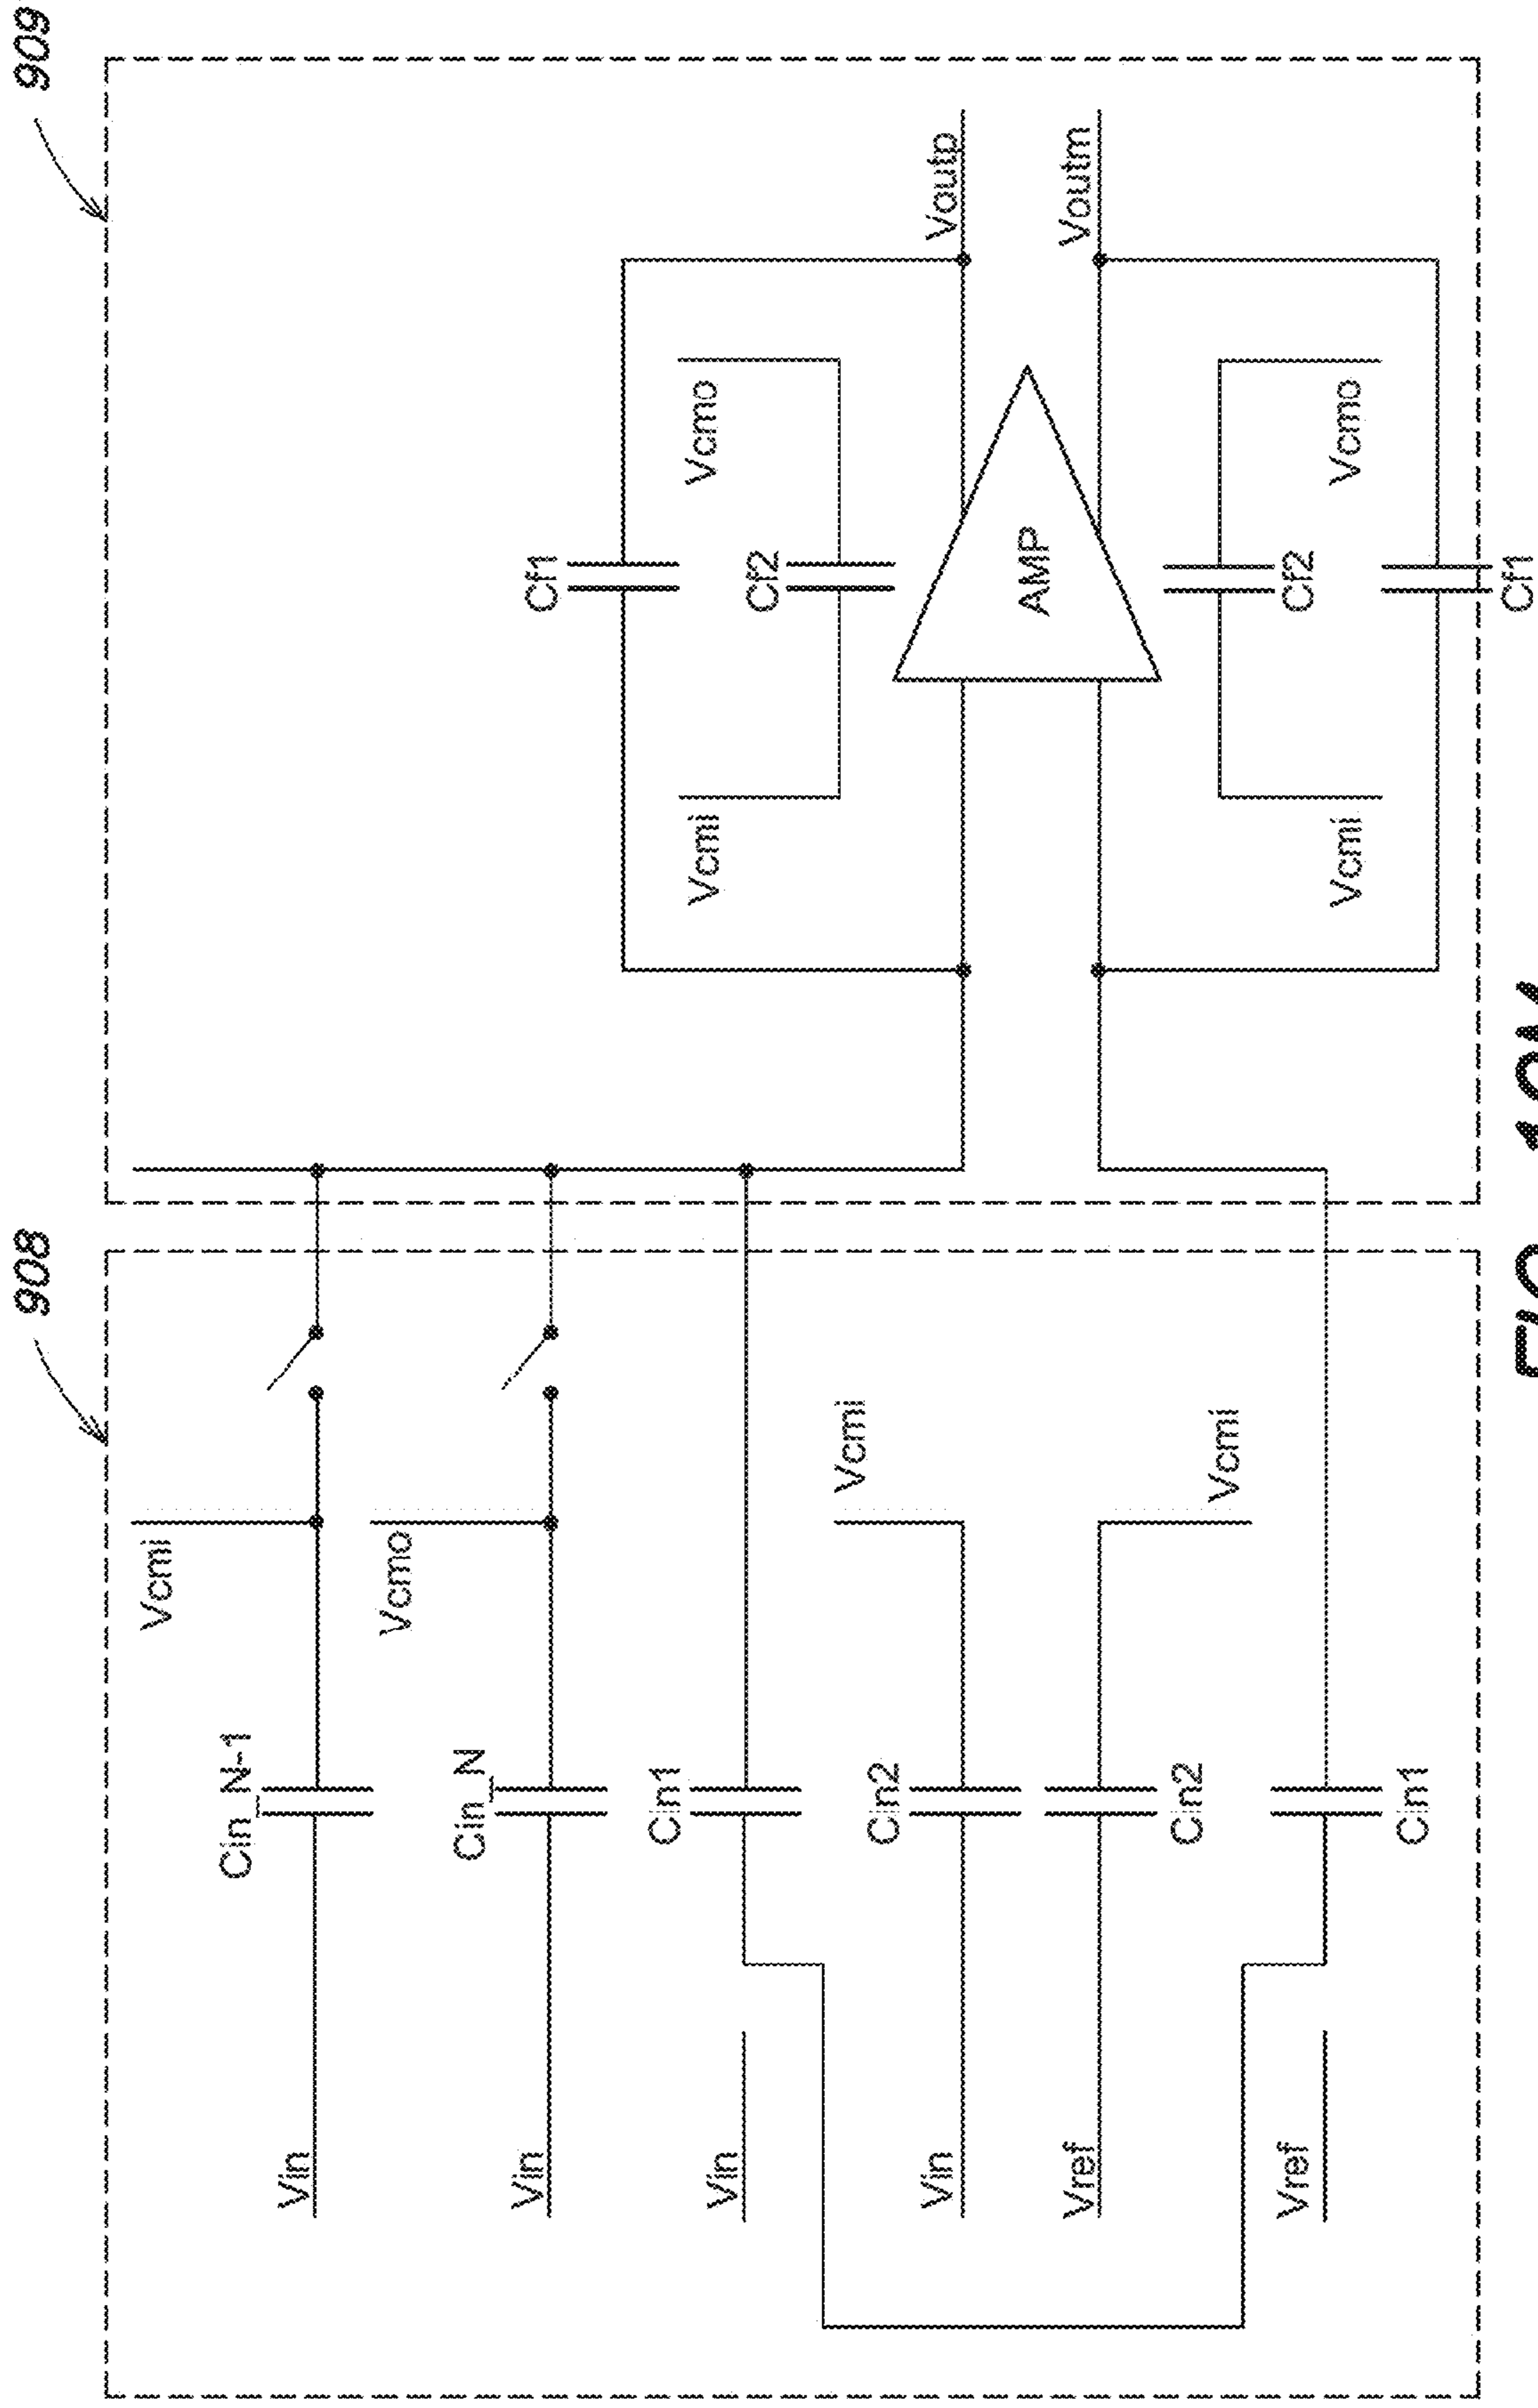 908
909
Vin
Cin_N-1
Vcmi
Vin
Cin_N
Vcmo
Vin
Cin1
Vin
Cin2
Vcmi
Vref
Cin2
Vcmi
Vref
Cin1
Cf1
Vcmi
Cf2
Vcmo
AMP
Voutp
Voutm
Cf2
Vcmi
Vcmo
Cf1